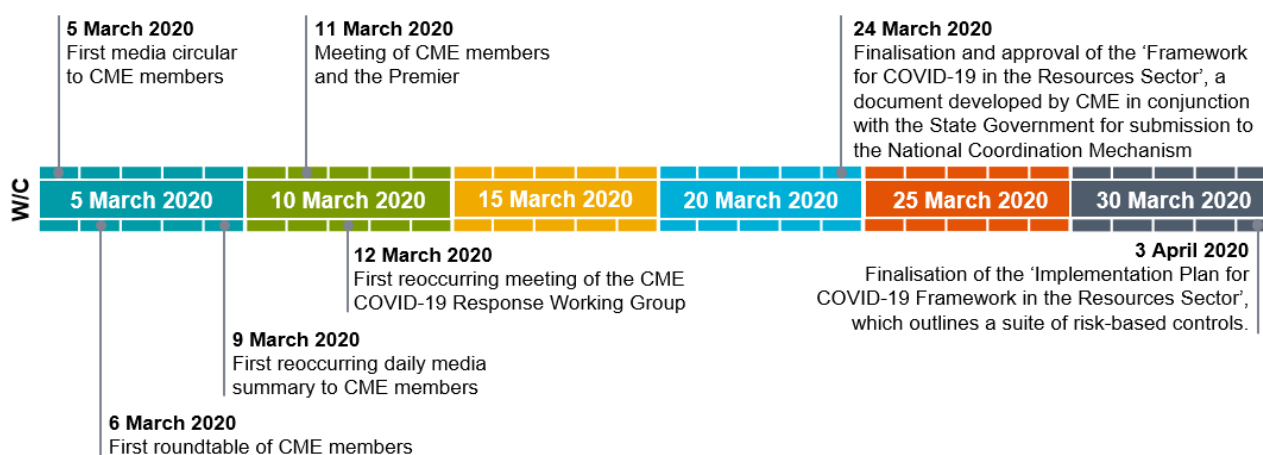 5 March 2020
First media circular
to CME members
11 March 2020
Meeting of CME members
and the Premier
24 March 2020
Finalisation and approval of the ‘Framework
for COVID-19 in the Resources Sector’, a
document developed by CME in conjunction
with the State Government for submission to
the National Coordination Mechanism
W/C
5 March 2020
10 March 2020
15 March 2020
20 March 2020
25 March 2020
30 March 2020
12 March 2020
First reoccurring meeting of the CME
COVID-19 Response Working Group
3 April 2020
Finalisation of the ‘Implementation Plan for
COVID-19 Framework in the Resources Sector’,
which outlines a suite of risk-based controls.
9 March 2020
First reoccurring daily media
summary to CME members
6 March 2020
First roundtable of CME members